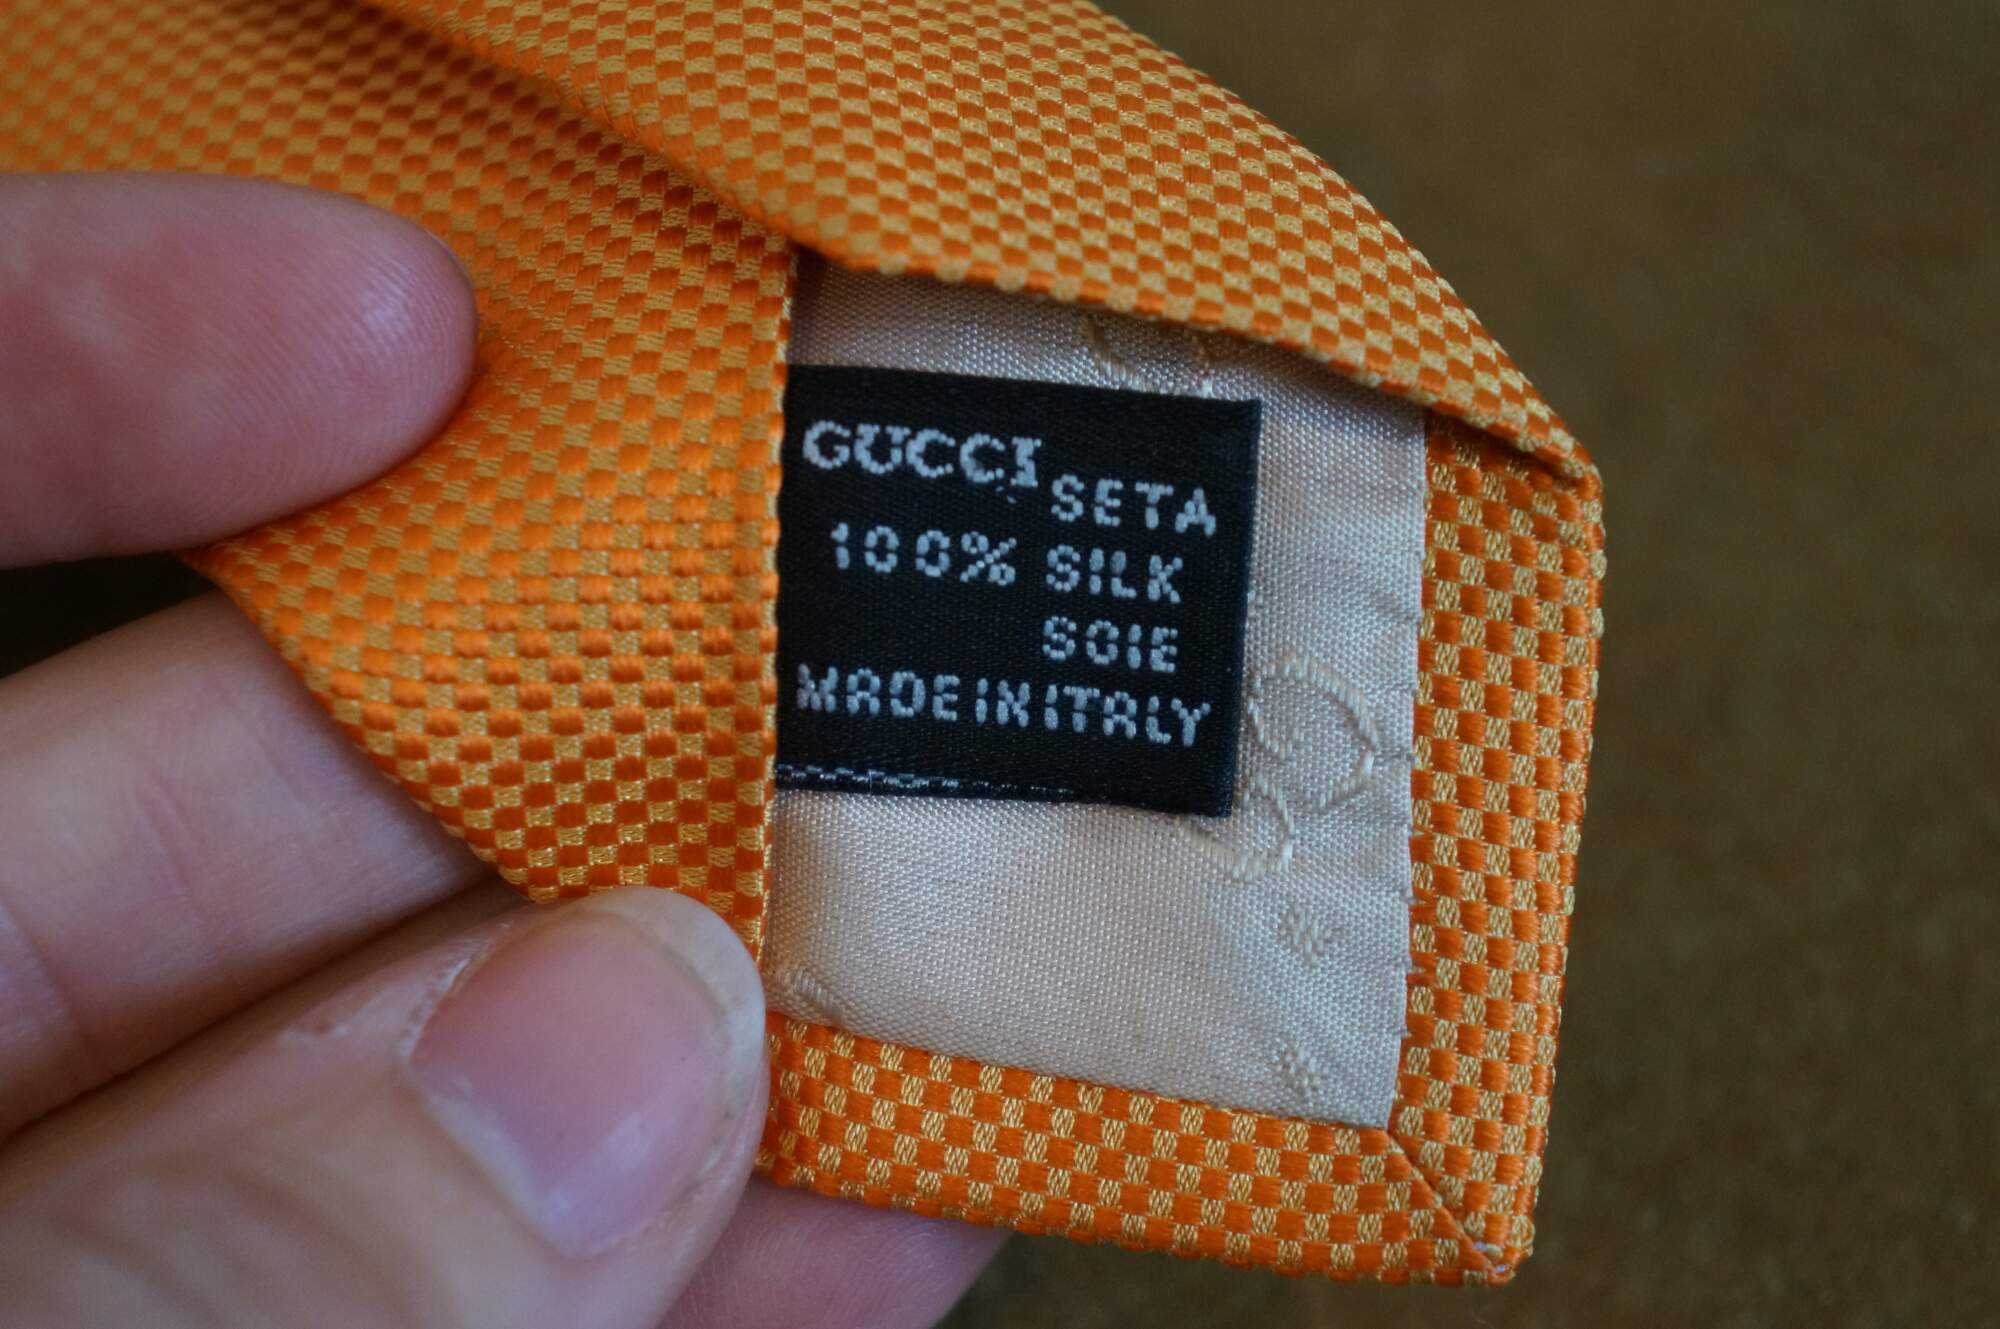 GUCCI SETA
100% SILK
SOIE
MADE IN ITALY